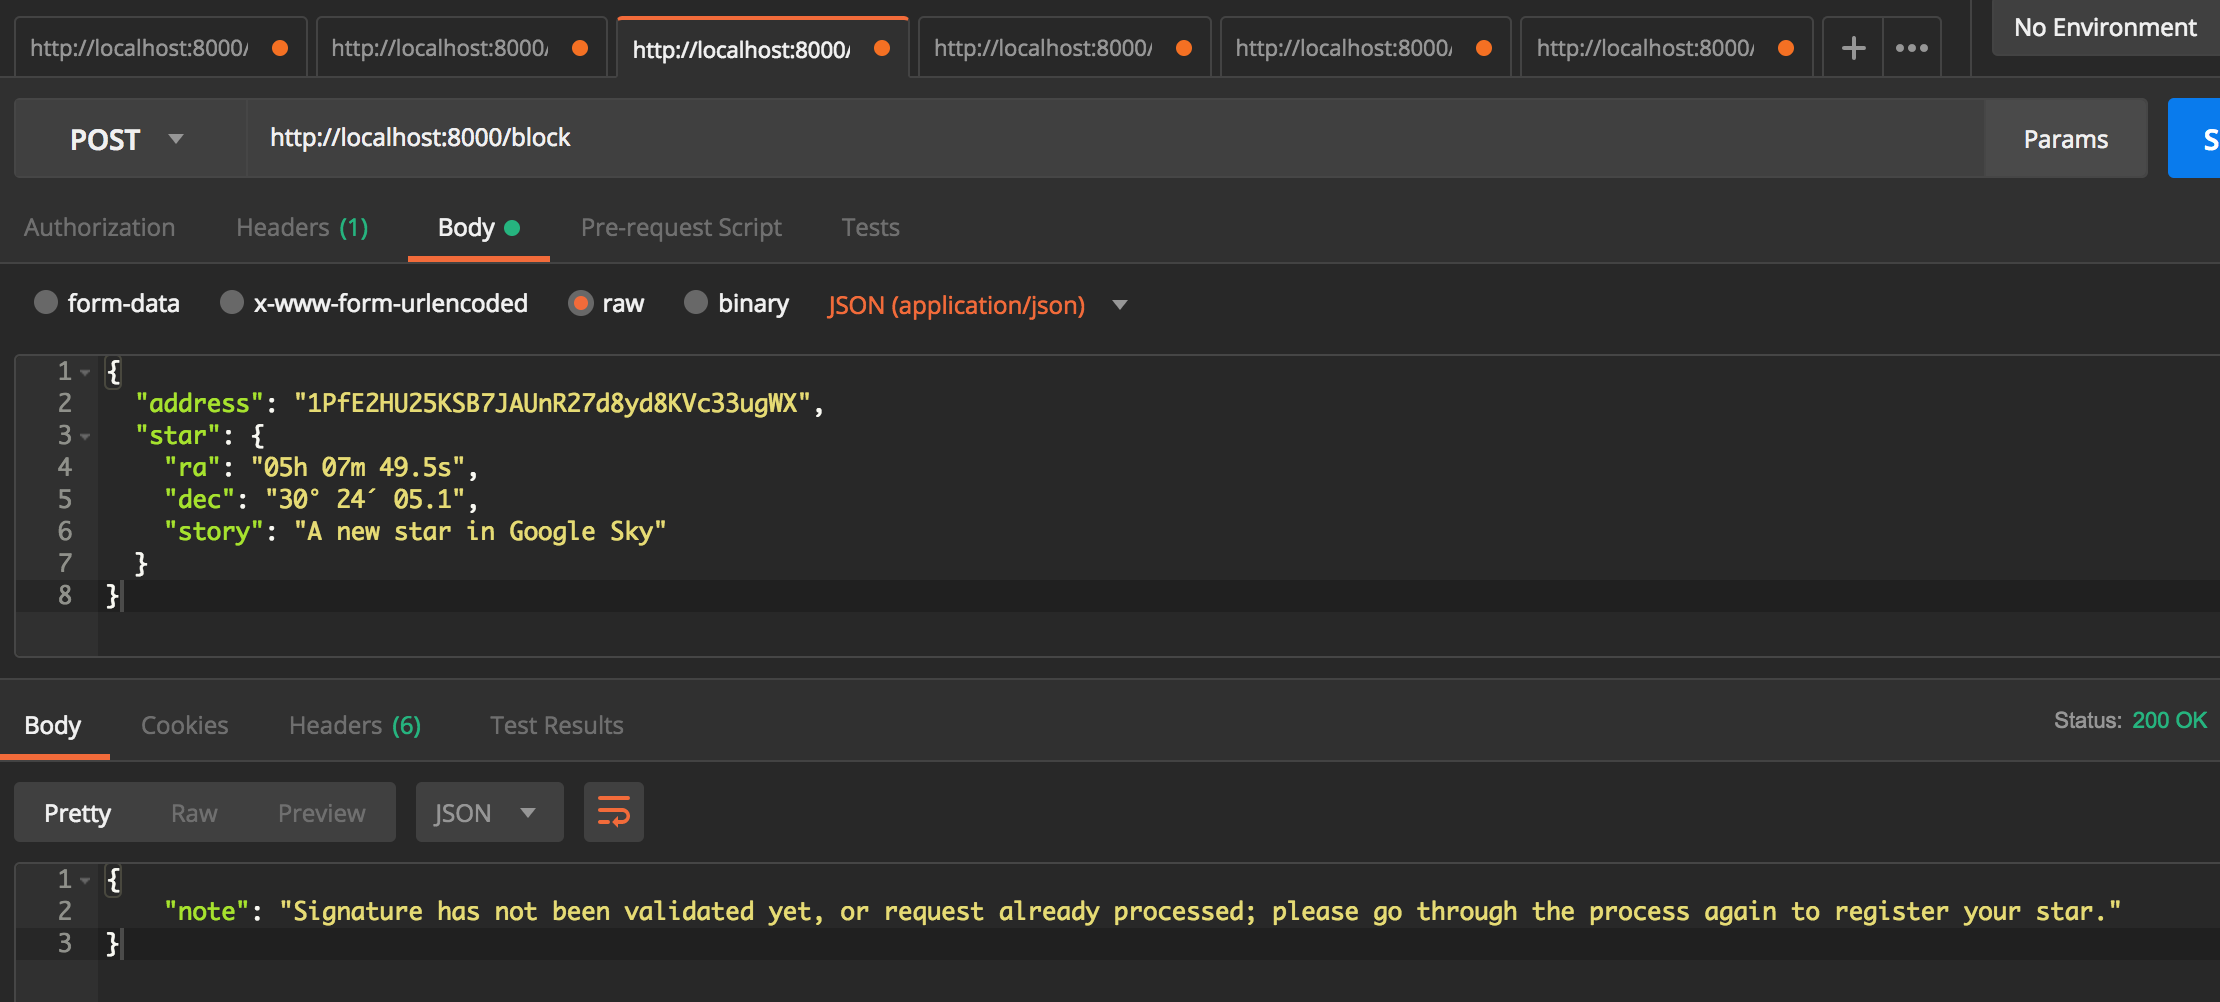 http://localhost:8000/ http://localhost:8000/ http://localhost:8000/ http://localhost:8000/ http://localhost:8000/ http://localhost:8000/ + ••• No Environment
POST http://localhost:8000/block Params S
Authorization Headers (1) Body Pre-request Script Tests
form-data x-www-form-urlencoded raw binary JSON (application/json)
1 {
2 "address": "1PfE2HU25KSB7JAUnR27d8yd8KVc33ugWX",
3 "star": {
4 "ra": "05h 07m 49.5s",
5 "dec": "30° 24´ 05.1",
6 "story": "A new star in Google Sky"
7 }
8 }
Body Cookies Headers (6) Test Results Status: 200 OK
Pretty Raw Preview JSON
1 {
2 "note": "Signature has not been validated yet, or request already processed; please go through the process again to register your star."
3 }